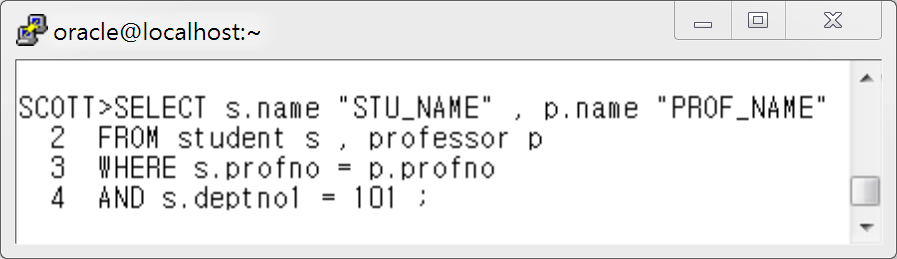 oracle@localhost:~
SCOTT>SELECT s.name "STU_NAME" , p.name "PROF_NAME"
2 FROM student s , professor p
3 WHERE s.profno = p.profno
4 AND s.deptno1 = 101 ;